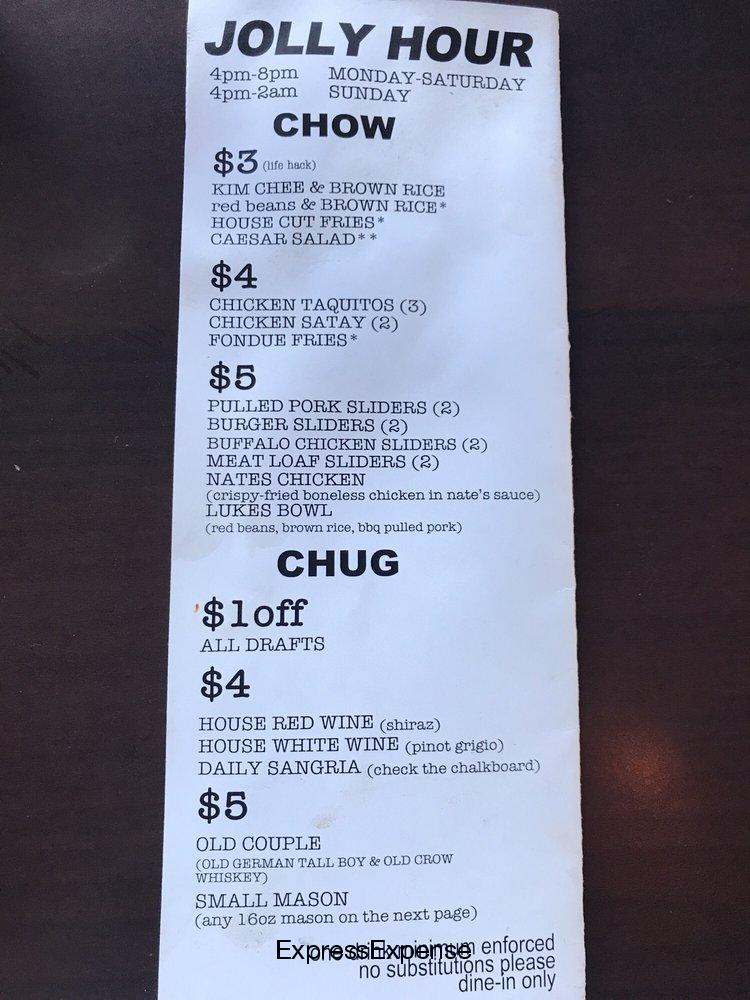 JOLLY HOUR
4pm-8pm MONDAY-SATURDAY
4pm-2am SUNDAY
CHOW
$3 (life hack)
KIM CHEE & BROWN RICE
red beans & BROWN RICE*
HOUSE CUT FRIES*
CAESAR SALAD**
$4
CHICKEN TAQUITOS (3)
CHICKEN SATAY (2)
FONDUE FRIES*
$5
PULLED PORK SLIDERS (2)
BURGER SLIDERS (2)
BUFFALO CHICKEN SLIDERS (2)
MEAT LOAF SLIDERS (2)
NATES CHICKEN
(crispy-fried boneless chicken in nate's sauce)
LUKES BOWL
(red beans, brown rice, bbq pulled pork)
CHUG
$1off
ALL DRAFTS
$4
HOUSE RED WINE (shiraz)
HOUSE WHITE WINE (pinot grigio)
DAILY SANGRIA (check the chalkboard)
$5
OLD COUPLE
(OLD GERMAN TALL BOY & OLD CROW
WHISKEY)
SMALL MASON
(any 16oz mason on the next page)
ExpressExpense
drink minimum enforced
no substitutions please
dine-in only